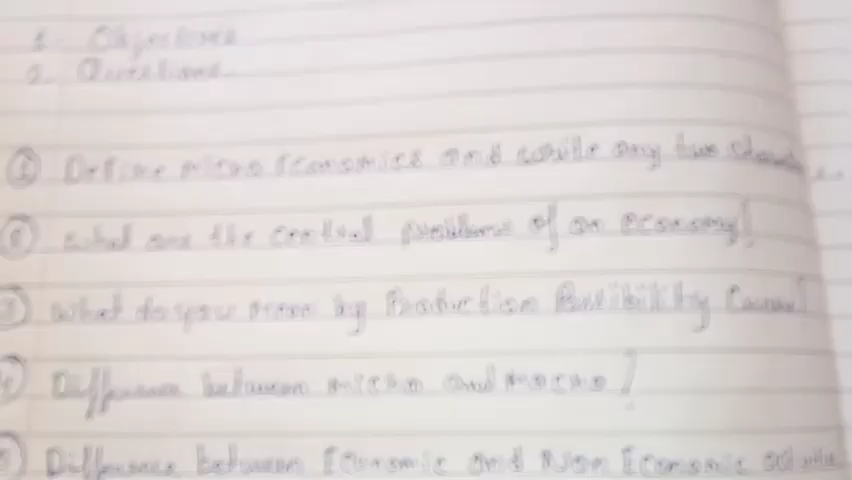 1. Objectives
2. Questions
① Define micro Economics and write any two
② what are the central problems of an economy?
③ What do you mean by Production Possibility Curve?
④ Difference between micro and macro?
⑤ Difference between Economic and Non Economic